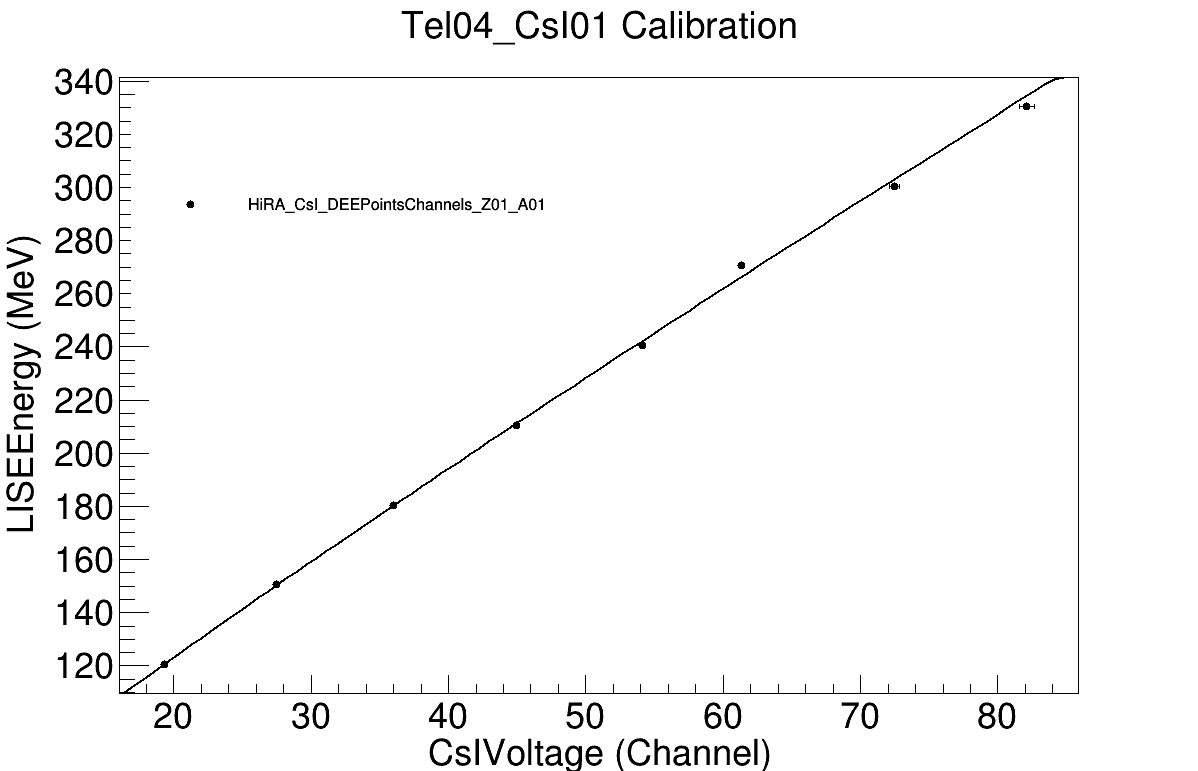 Tel04_CsI01 Calibration
340
320
300
280
260
240
220
200
180
160
140
120
HiRA_CsI_DEEPointsChannels_Z01_A01
LISEEnergy (MeV)
20 30 40 50 60 70 80
CsIVoltage (Channel)